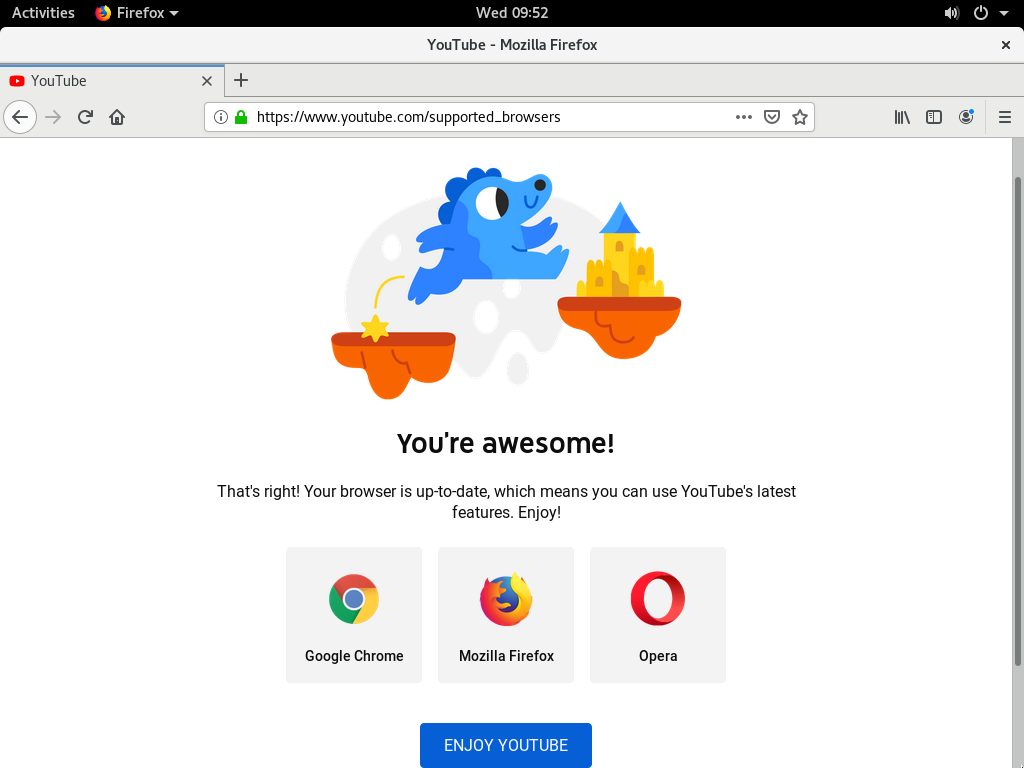 Activities Firefox Wed 09:52
YouTube - Mozilla Firefox
YouTube
https://www.youtube.com/supported_browsers
You're awesome!
That's right! Your browser is up-to-date, which means you can use YouTube's latest
features. Enjoy!
Google Chrome Mozilla Firefox Opera
ENJOY YOUTUBE